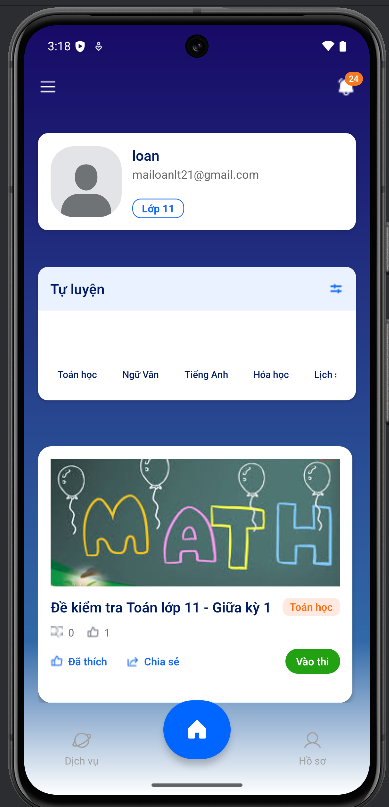 3:18
24
loan
mailoanlt21@gmail.com
Lớp 11
Tự luyện
Toán học Ngữ Văn Tiếng Anh Hóa học Lịch
MATH
Đề kiểm tra Toán lớp 11 - Giữa kỳ 1 Toán học
0 1
Đã thích Chia sẻ Vào thi
Dịch vụ Hồ sơ